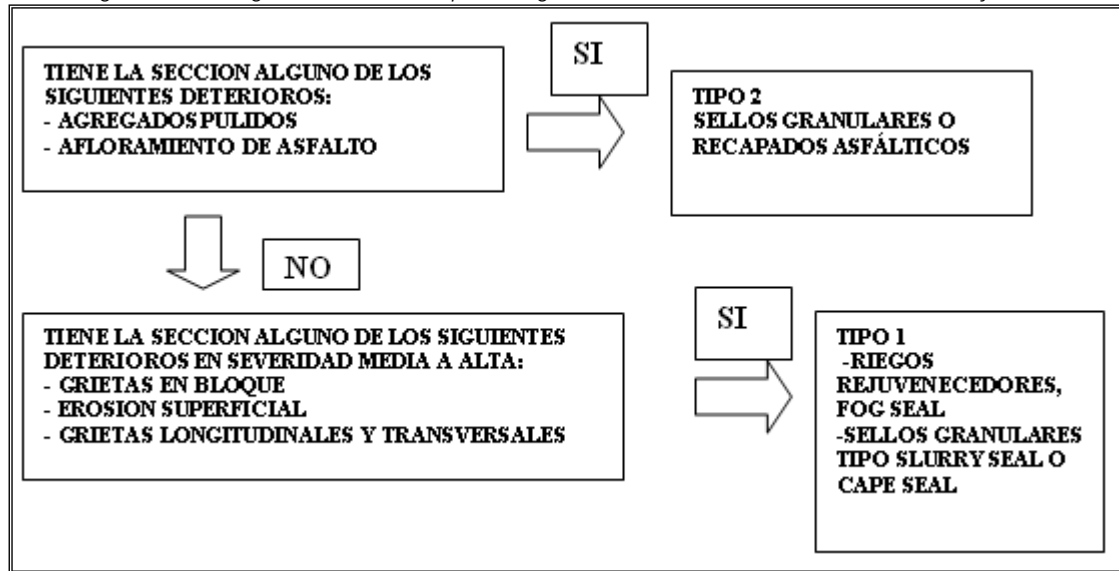 TIENE LA SECCION ALGUNO DE LOS
SIGUIENTES DETERIOROS:
- AGREGADOS PULIDOS
- AFLORAMIENTO DE ASFALTO
SI
TIPO 2
SELLOS GRANULARES O
RECAPADOS ASFÁLTICOS
NO
TIENE LA SECCION ALGUNO DE LOS SIGUIENTES
DETERIOROS EN SEVERIDAD MEDIA A ALTA:
- GRIETAS EN BLOQUE
- EROSION SUPERFICIAL
- GRIETAS LONGITUDINALES Y TRANSVERSALES
SI
TIPO 1
-RIEGOS
REJUVENECEDORES,
FOG SEAL
-SELLOS GRANULARES
TIPO SLURRY SEAL O
CAPE SEAL